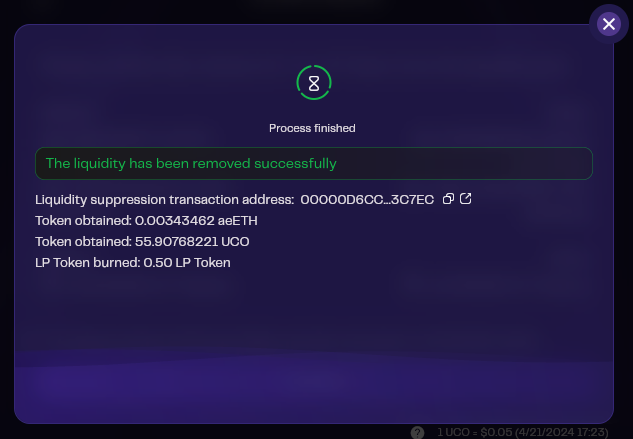 Process finished
The liquidity has been removed successfully
Liquidity suppression transaction address: 00000D6CC...3C7EC
Token obtained: 0.00343462 aeETH
Token obtained: 55.90768221 UCO
LP Token burned: 0.50 LP Token
? 1 UCO = $0.05 (4/21/2024 17:23)